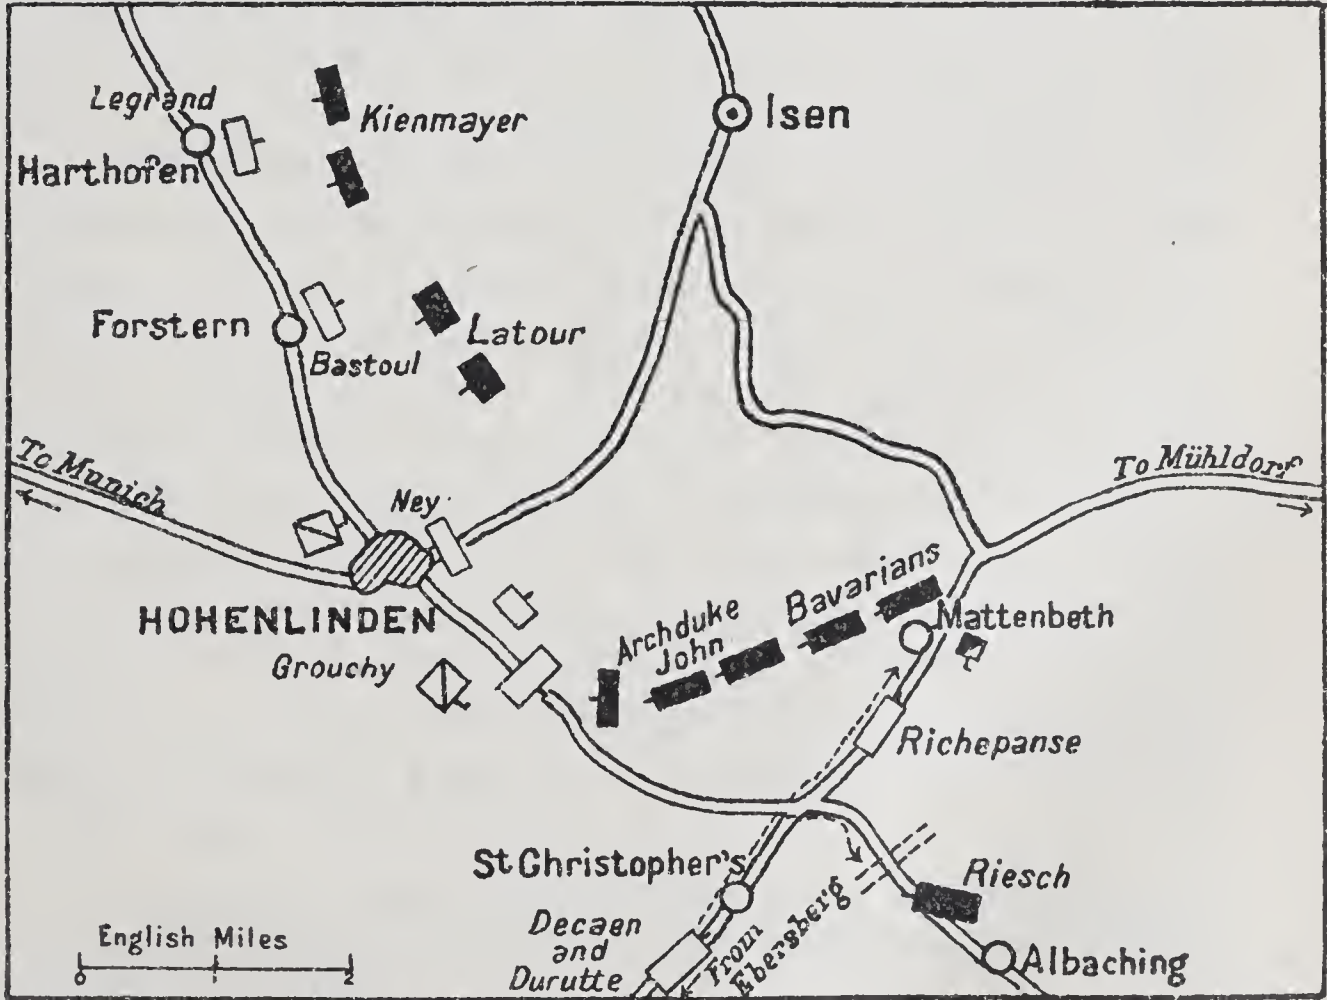 Legrand
Kienmayer
Isen
Harthofen
Forstern
Latour
Bastoul
To Munich
Ney
To Mühldorf
HOHENLINDEN
Grouchy
Archduke
John
Bavarians
Mattenbeth
Richepanse
St Christopher's
Riesch
Decaen
and
Durutte
From
Ebersberg
Albaching
English Miles
0 1 2